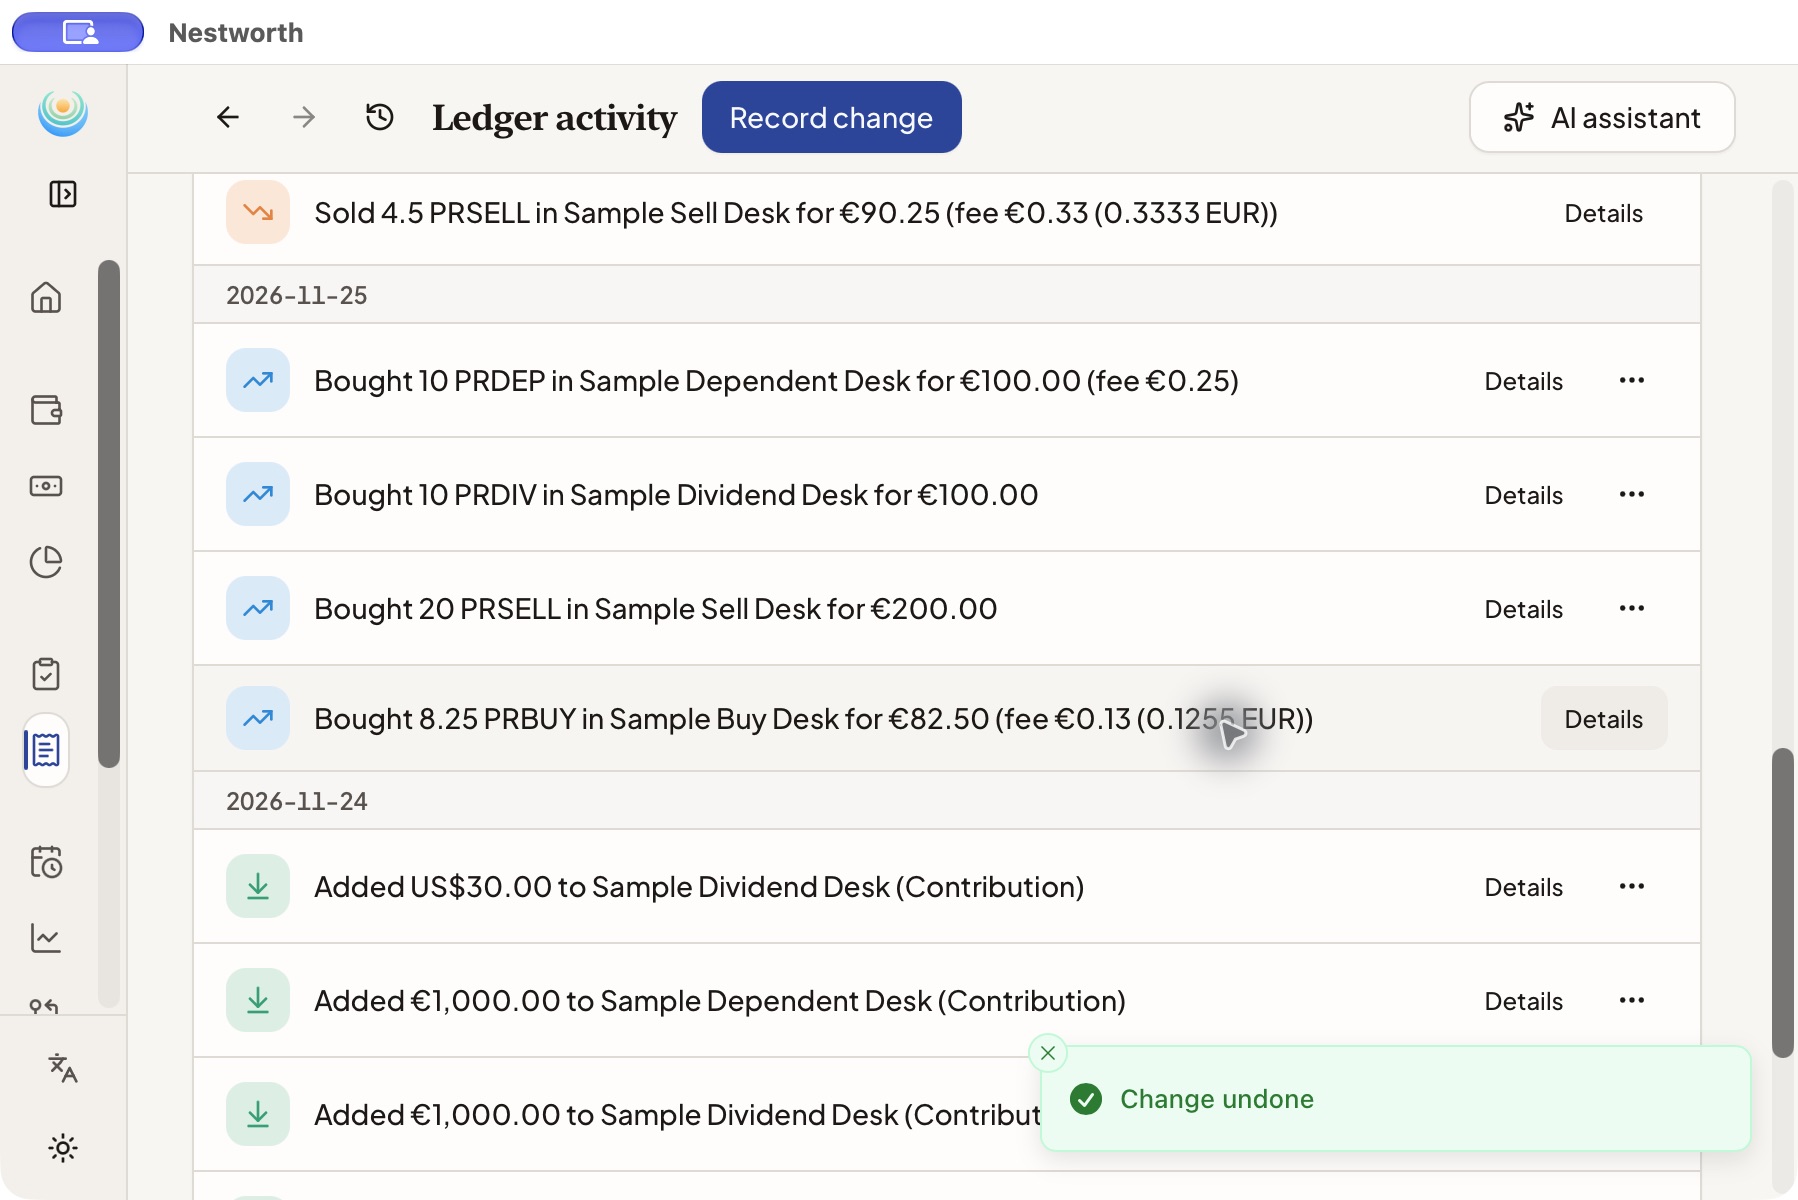 Nestworth
Ledger activity
Record change
AI assistant
Sold 4.5 PRSELL in Sample Sell Desk for €90.25 (fee €0.33 (0.3333 EUR))
Details
2026-11-25
Bought 10 PRDEP in Sample Dependent Desk for €100.00 (fee €0.25)
Details
Bought 10 PRDIV in Sample Dividend Desk for €100.00
Details
Bought 20 PRSELL in Sample Sell Desk for €200.00
Details
Bought 8.25 PRBUY in Sample Buy Desk for €82.50 (fee €0.13 (0.1255 EUR))
Details
2026-11-24
Added US$30.00 to Sample Dividend Desk (Contribution)
Details
Added €1,000.00 to Sample Dependent Desk (Contribution)
Details
Added €1,000.00 to Sample Dividend Desk (Contribut
Change undone